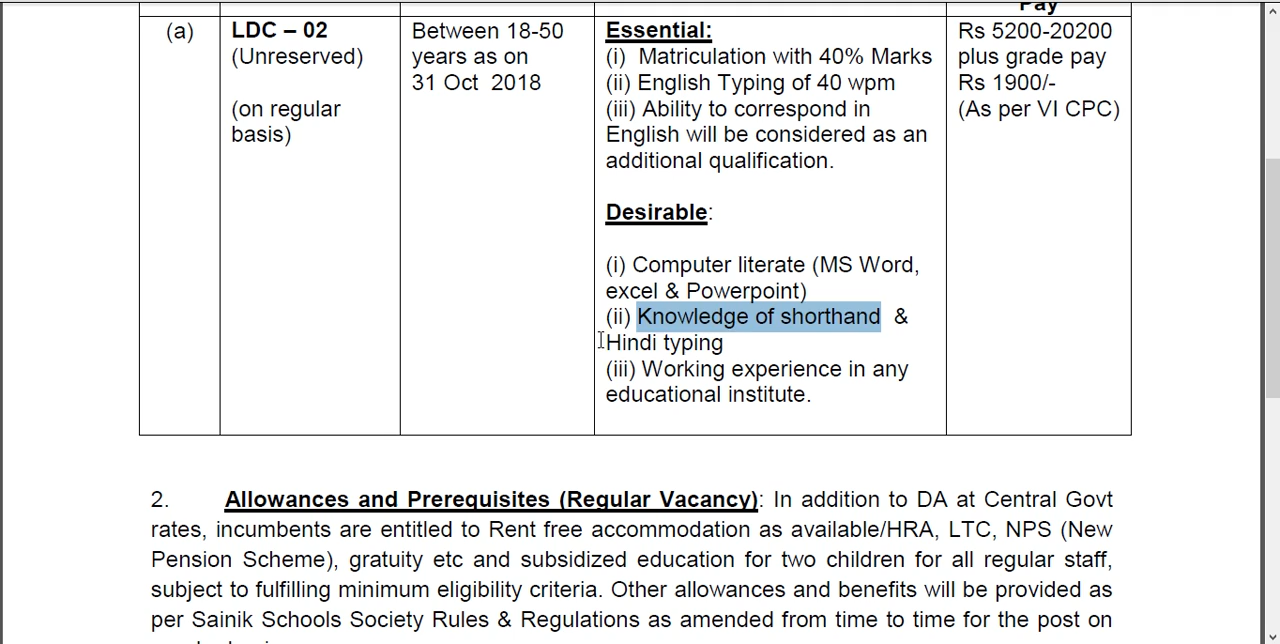 Pay
(a)
LDC – 02
(Unreserved)
(on regular
basis)
Between 18-50
years as on
31 Oct 2018
Essential:
(i) Matriculation with 40% Marks
(ii) English Typing of 40 wpm
(iii) Ability to correspond in
English will be considered as an
additional qualification.
Desirable:
(i) Computer literate (MS Word,
excel & Powerpoint)
(ii) Knowledge of shorthand &
Hindi typing
(iii) Working experience in any
educational institute.
Rs 5200-20200
plus grade pay
Rs 1900/-
(As per VI CPC)
2. Allowances and Prerequisites (Regular Vacancy): In addition to DA at Central Govt
rates, incumbents are entitled to Rent free accommodation as available/HRA, LTC, NPS (New
Pension Scheme), gratuity etc and subsidized education for two children for all regular staff,
subject to fulfilling minimum eligibility criteria. Other allowances and benefits will be provided as
per Sainik Schools Society Rules & Regulations as amended from time to time for the post on